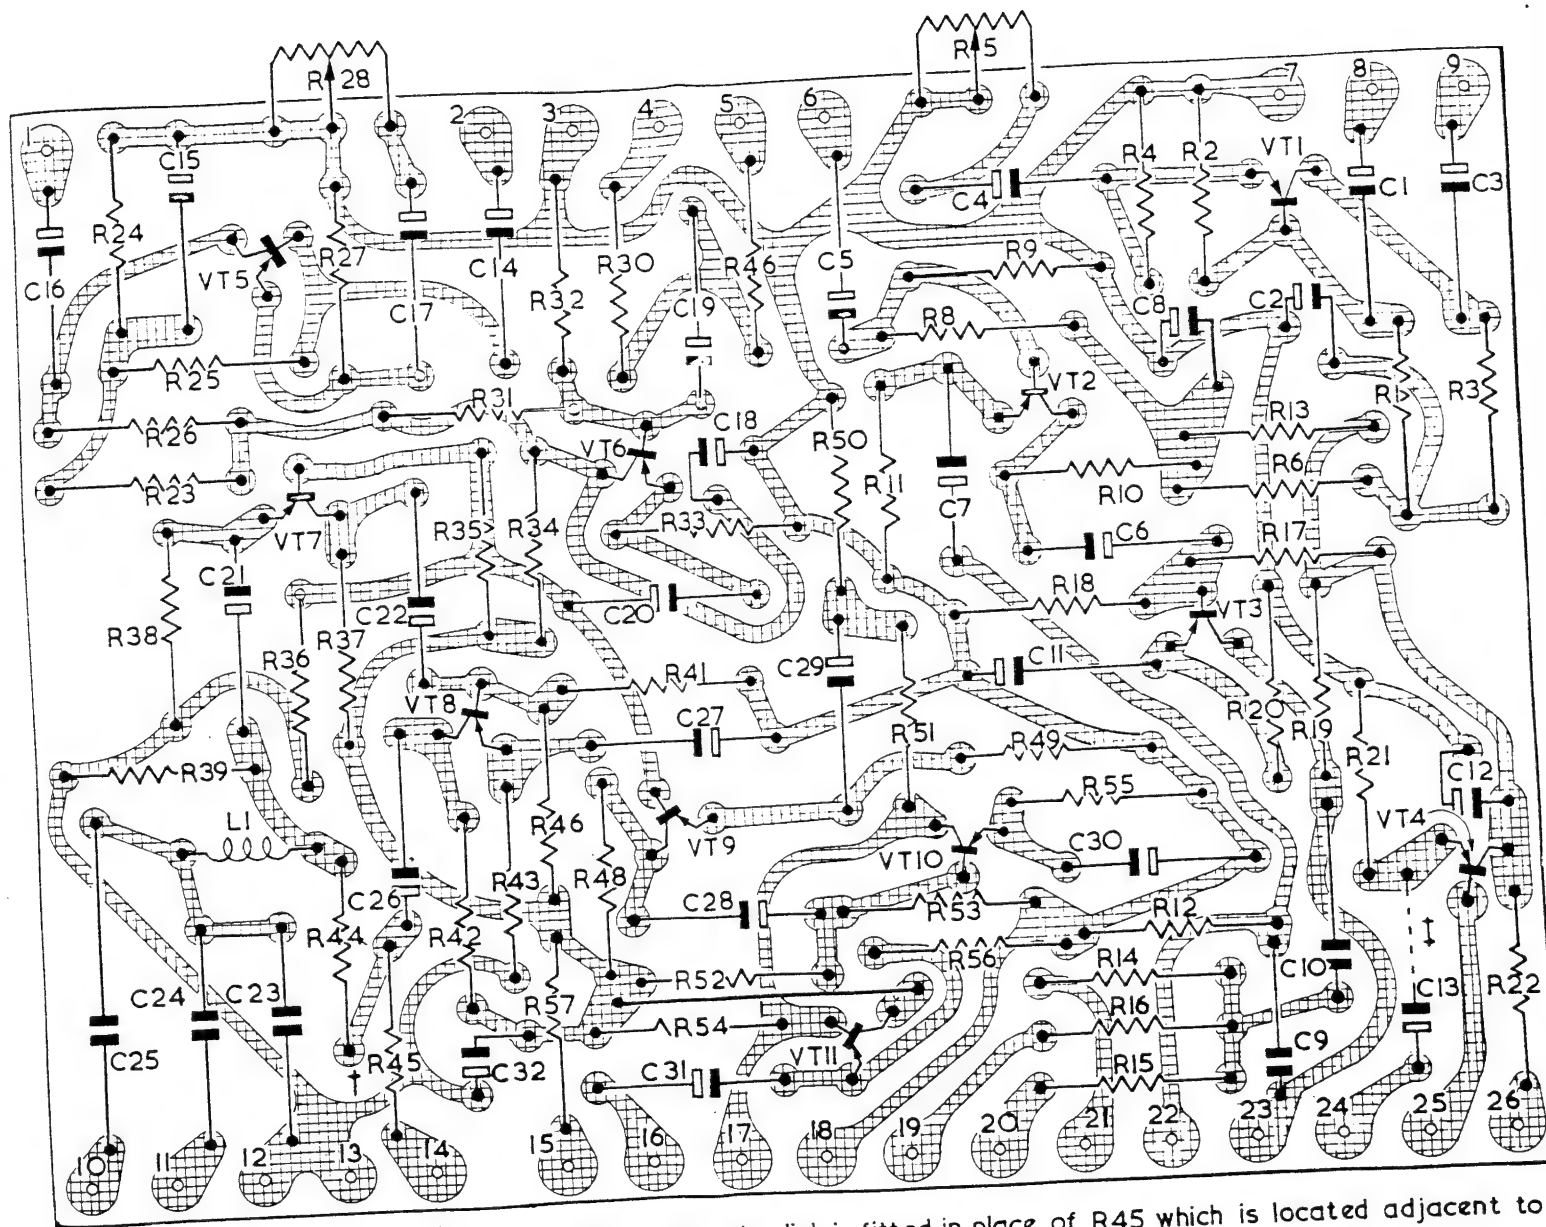 R28
R5
1 2 3 4 5 6 7 8 9
C15 R4 R2 VT1 C1 C3
C4
R24 R27 R30 R46 C5 R9
VT5 C14 R32
C16 C17 C19 R8 C8 C2
R25 R31 VT2 R1 R3
R26 VT6 C18 R50 R13
R23 R11 C7 R10 R6
VT7 R35 R34 R33 C6 R17
C21 C22 C20 R18 VT3
R38 R36 R37 R41 C29 C11
VT8 C27 R51 R49 R20 R19 R21
R39 R55 C12
L1 R46 VT9 VT10 C30 VT4
C26 R43 R48 C28 R53 R12
R44 R42 R56 C10 ‡
C24 C23 R57 R52 R14 C13 R22
C25 R45 C32 R54 R16 C9
† C31 VT11 R15
10 11 12 13 14 15 16 17 18 19 20 21 22 23 24 25 26
fitted in place of R45 which is located adjacent to